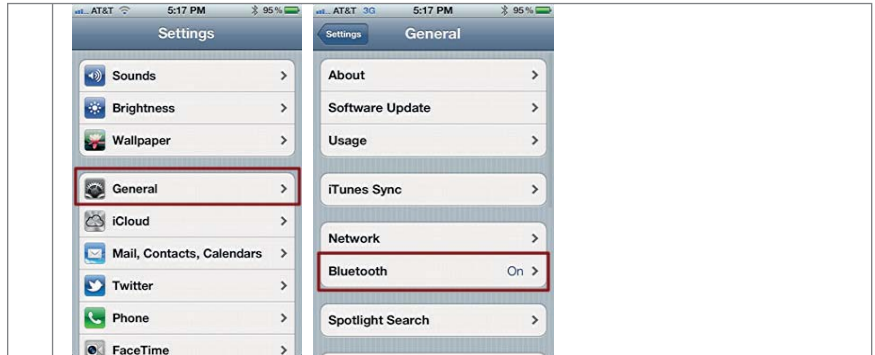 AT&T 5:17 PM 95%
Settings
Sounds
Brightness
Wallpaper
General
iCloud
Mail, Contacts, Calendars
Twitter
Phone
FaceTime
AT&T 3G 5:17 PM 95%
Settings General
About
Software Update
Usage
iTunes Sync
Network
Bluetooth On
Spotlight Search